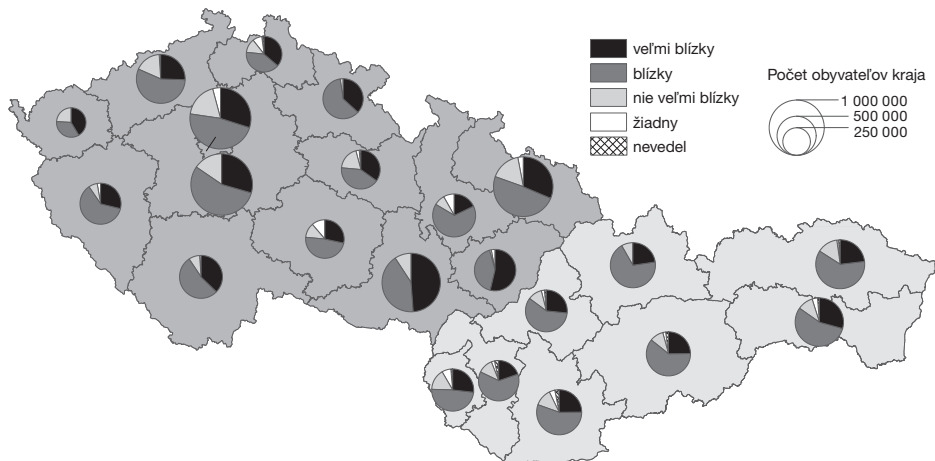 veľmi blízky
blízky
nie veľmi blízky
žiadny
nevedel
Počet obyvateľov kraja
1 000 000
500 000
250 000